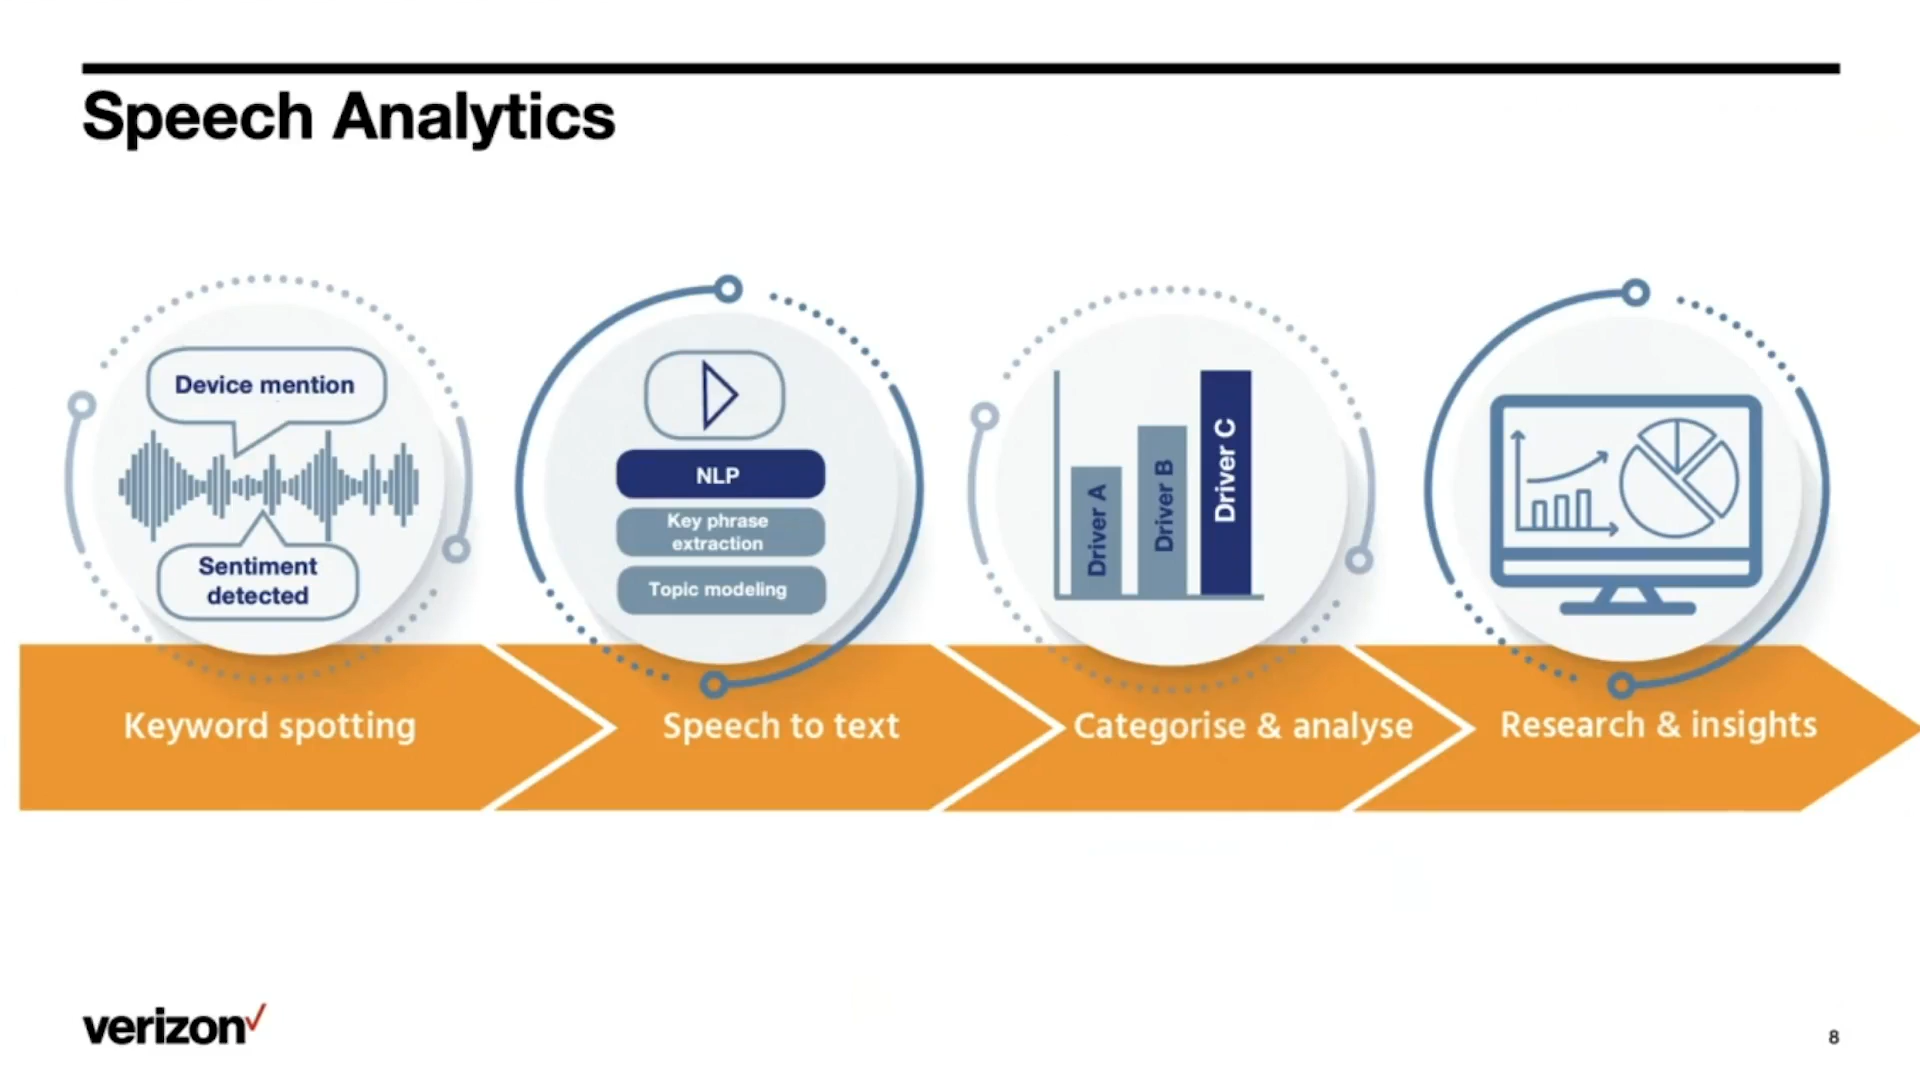 Speech Analytics
Device mention
Sentiment
detected
NLP
Key phrase
extraction
Topic modeling
Driver A
Driver B
Driver C
Keyword spotting
Speech to text
Categorise & analyse
Research & insights
verizon
8